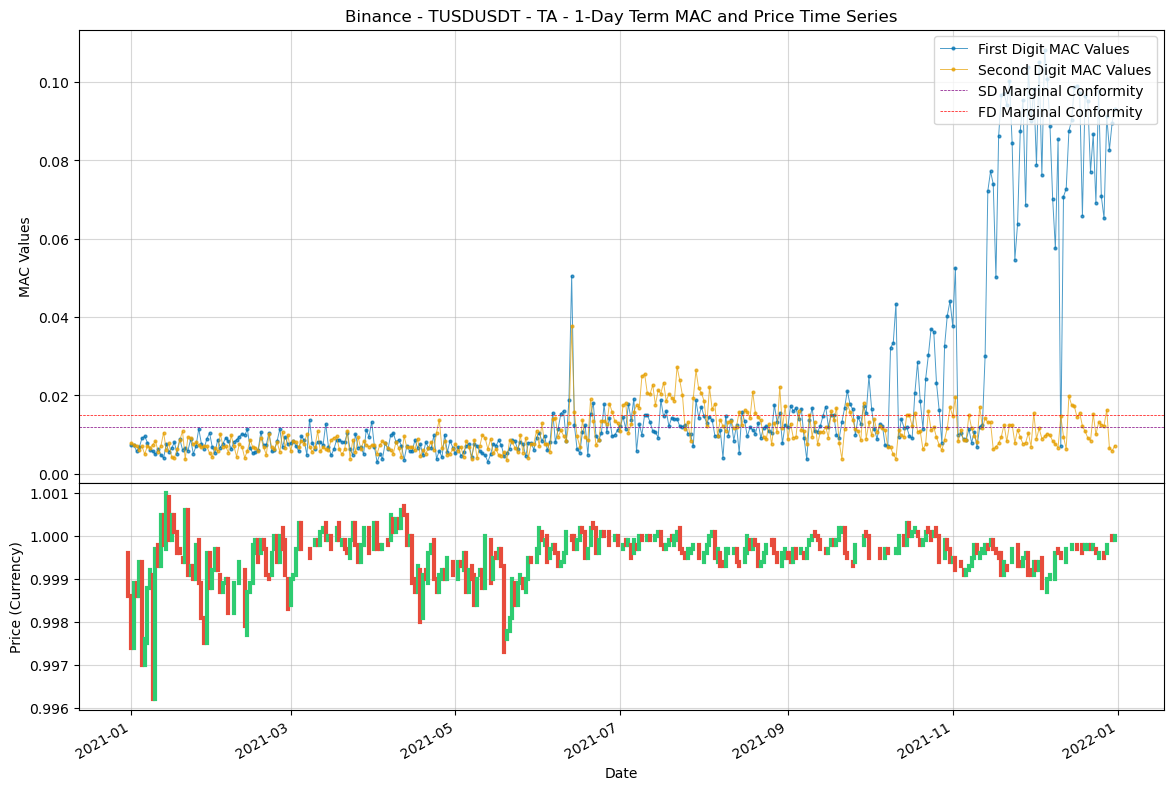 Binance - TUSDUSDT - TA - 1-Day Term MAC and Price Time Series
First Digit MAC Values
Second Digit MAC Values
SD Marginal Conformity
FD Marginal Conformity
MAC Values
0.10
0.08
0.06
0.04
0.02
0.00
Price (Currency)
1.001
1.000
0.999
0.998
0.997
0.996
2021-01
2021-03
2021-05
2021-07
2021-09
2021-11
2022-01
Date